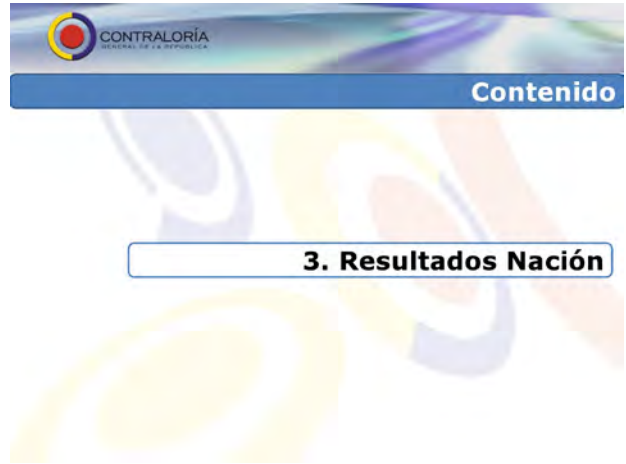 CONTRALORÍA
GENERAL DE LA REPÚBLICA
Contenido
3. Resultados Nación